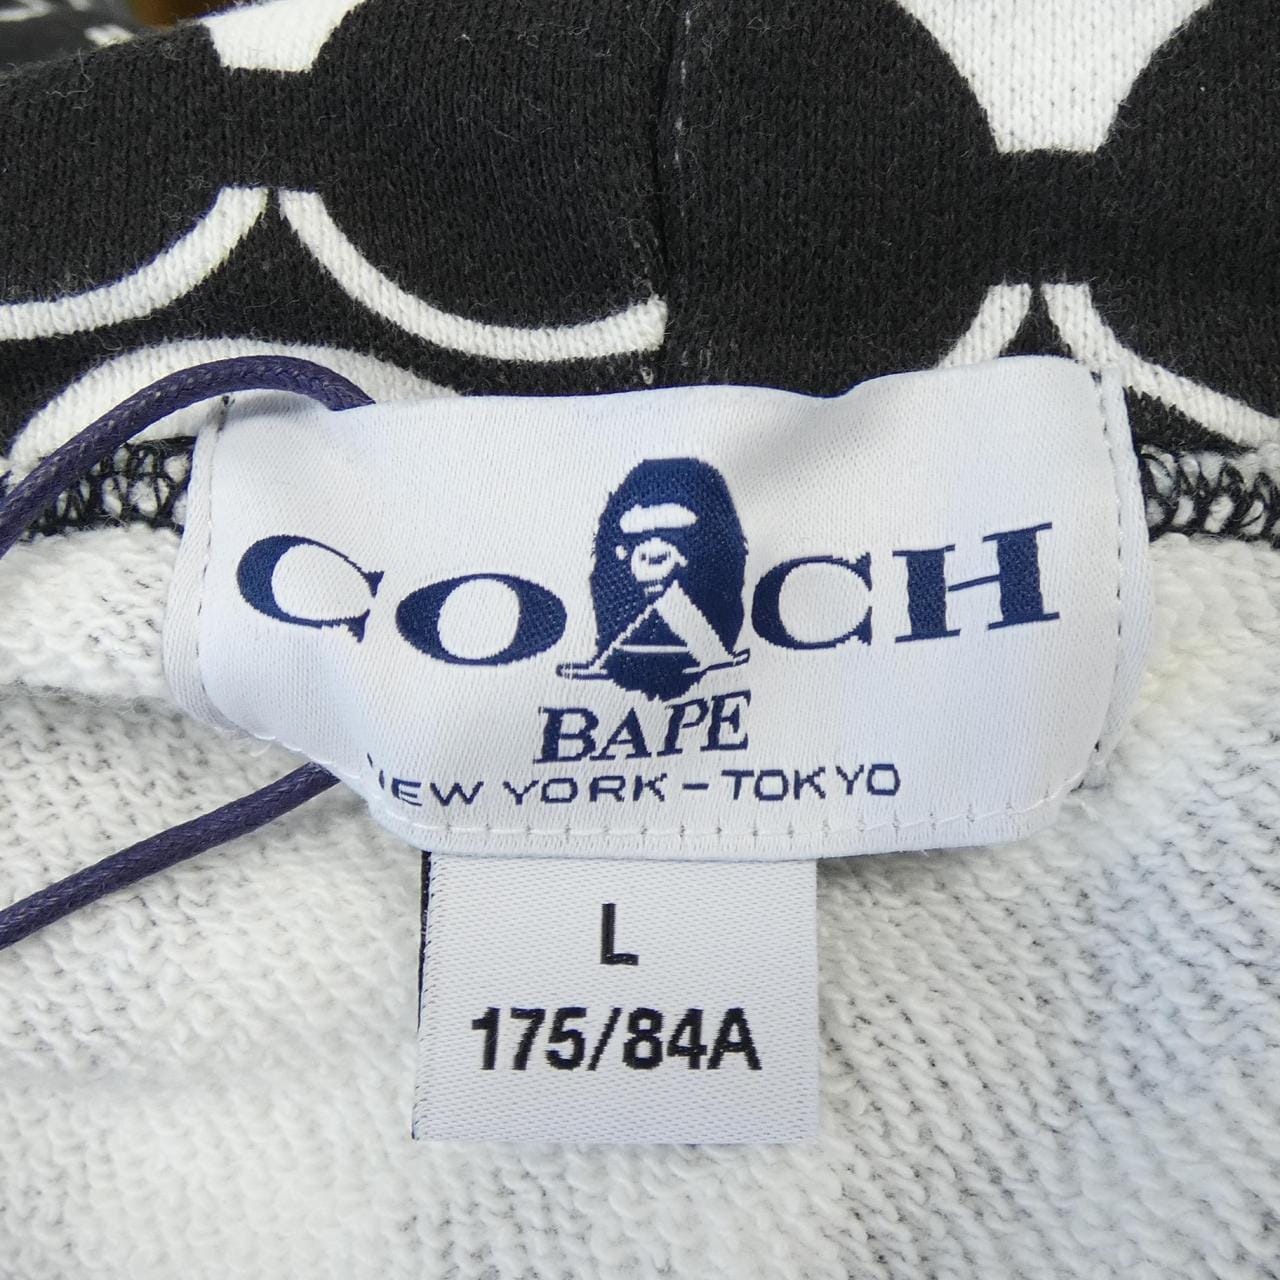 COACH
BAPE
NEW YORK-TOKYO
L
175/84A